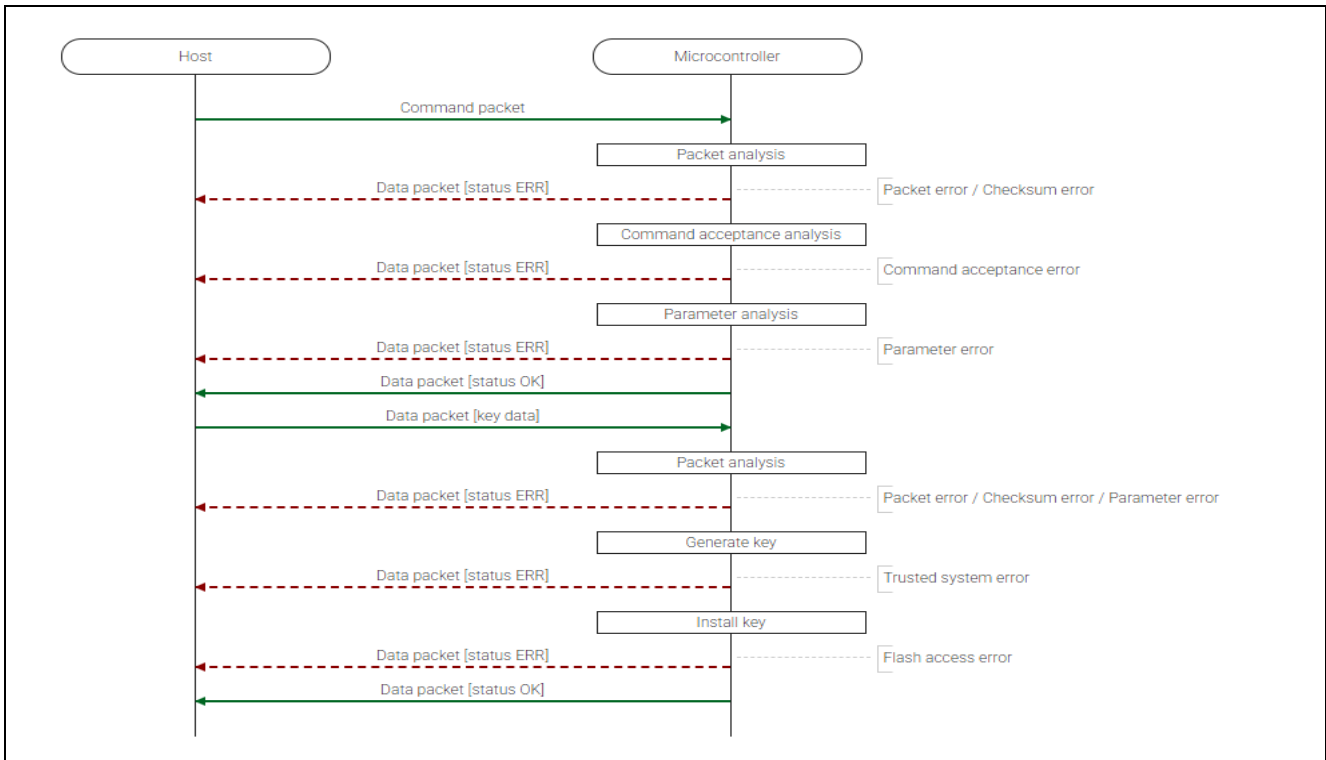 Host
Microcontroller
Command packet
Packet analysis
Data packet [status ERR]
Packet error / Checksum error
Command acceptance analysis
Data packet [status ERR]
Command acceptance error
Parameter analysis
Data packet [status ERR]
Parameter error
Data packet [status OK]
Data packet [key data]
Packet analysis
Data packet [status ERR]
Packet error / Checksum error / Parameter error
Generate key
Data packet [status ERR]
Trusted system error
Install key
Data packet [status ERR]
Flash access error
Data packet [status OK]